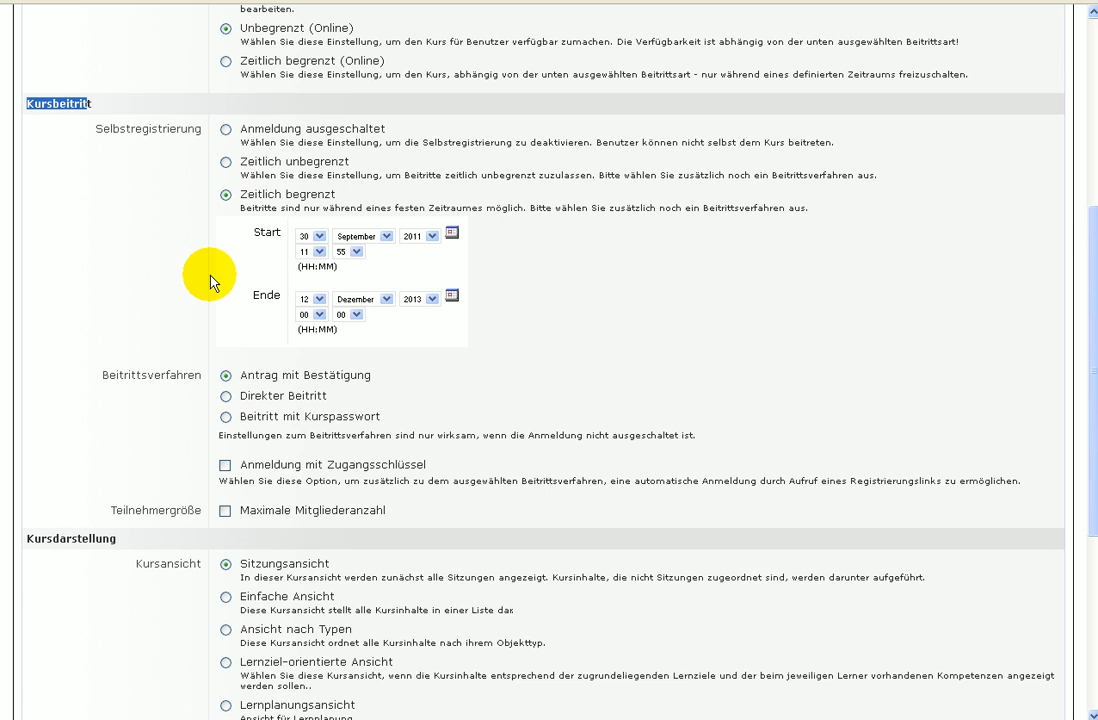 bearbeiten.
Unbegrenzt (Online)
Wählen Sie diese Einstellung, um den Kurs für Benutzer verfügbar zumachen. Die Verfügbarkeit ist abhängig von der unten ausgewählten Beitrittsart!
Zeitlich begrenzt (Online)
Wählen Sie diese Einstellung, um den Kurs, abhängig von der unten ausgewählten Beitrittsart - nur während eines definierten Zeitraums freizuschalten.
Kursbeitritt
Selbstregistrierung
Anmeldung ausgeschaltet
Wählen Sie diese Einstellung, um die Selbstregistrierung zu deaktivieren. Benutzer können nicht selbst dem Kurs beitreten.
Zeitlich unbegrenzt
Wählen Sie diese Einstellung, um Beitritte zeitlich unbegrenzt zuzulassen. Bitte wählen Sie zusätzlich noch ein Beitrittsverfahren aus.
Zeitlich begrenzt
Beitritte sind nur während eines festen Zeitraumes möglich. Bitte wählen Sie zusätzlich noch ein Beitrittsverfahren aus.
Start 30 September 2011
11 55
(HH:MM)
Ende 12 Dezember 2013
00 00
(HH:MM)
Beitrittsverfahren
Antrag mit Bestätigung
Direkter Beitritt
Beitritt mit Kurspasswort
Einstellungen zum Beitrittsverfahren sind nur wirksam, wenn die Anmeldung nicht ausgeschaltet ist.
Anmeldung mit Zugangsschlüssel
Wählen Sie diese Option, um zusätzlich zu dem ausgewählten Beitrittsverfahren, eine automatische Anmeldung durch Aufruf eines Registrierungslinks zu ermöglichen.
Teilnehmergröße
Maximale Mitgliederanzahl
Kursdarstellung
Kursansicht
Sitzungsansicht
In dieser Kursansicht werden zunächst alle Sitzungen angezeigt. Kursinhalte, die nicht Sitzungen zugeordnet sind, werden darunter aufgeführt.
Einfache Ansicht
Diese Kursansicht stellt alle Kursinhalte in einer Liste dar.
Ansicht nach Typen
Diese Kursansicht ordnet alle Kursinhalte nach ihrem Objekttyp.
Lernziel-orientierte Ansicht
Wählen Sie diese Kursansicht, wenn die Kursinhalte entsprechend der zugrundeliegenden Lernziele und der beim jeweiligen Lerner vorhandenen Kompetenzen angezeigt
werden sollen..
Lernplanungsansicht
Ansicht für Lernplanung